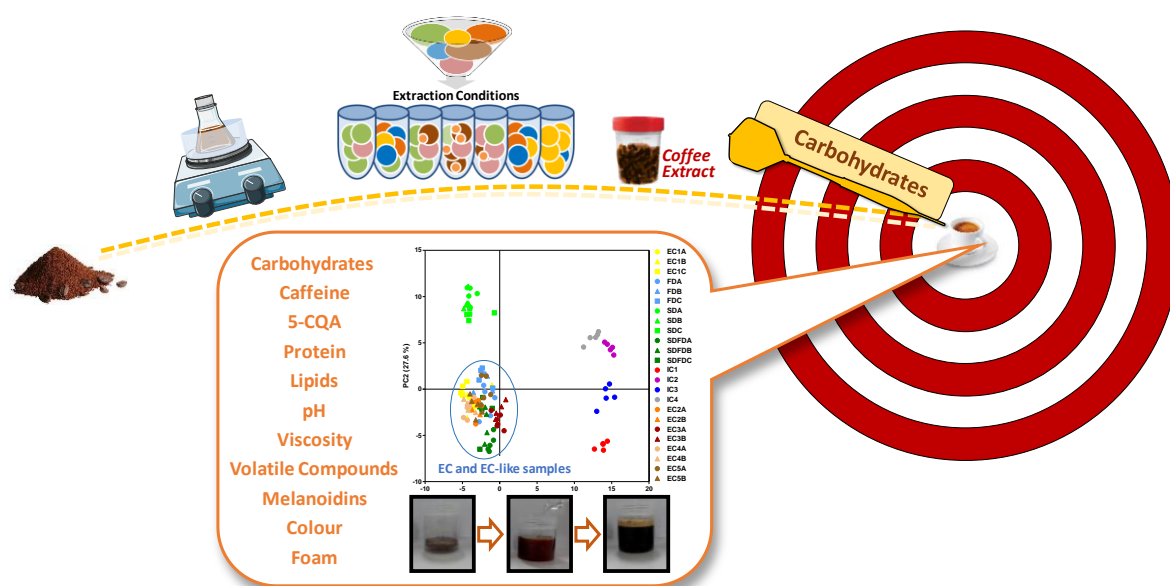 Extraction Conditions
Coffee
Extract
Carbohydrates
Carbohydrates
Caffeine
5-CQA
Protein
Lipids
pH
Viscosity
Volatile Compounds
Melanoidins
Colour
Foam
PC2 (27.6 %)
15
10
5
0
-5
-10
-10
-5
0
5
10
15
20
EC and EC-like samples
EC1A
EC1B
EC1C
FDA
FDB
FDC
SDA
SDB
SDC
SDFDA
SDFDB
SDFDC
IC1
IC2
IC3
IC4
EC2A
EC2B
EC3A
EC3B
EC4A
EC4B
EC5A
EC5B